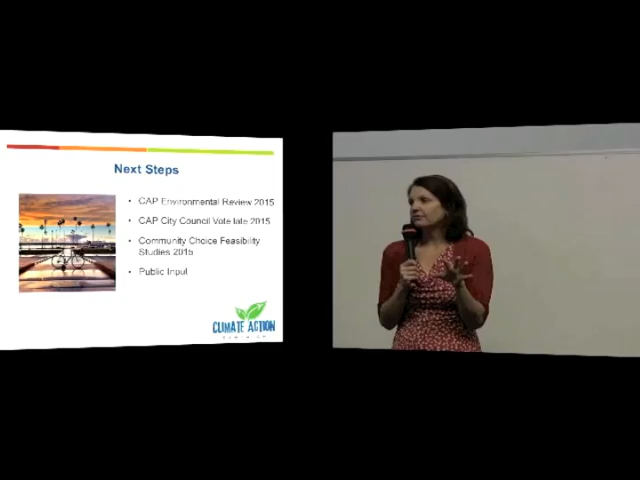 Next Steps
• CAP Environmental Review 2015
• CAP City Council Vote late 2015
• Community Choice Feasibility
Studies 2015
• Public Input
CLIMATE ACTION